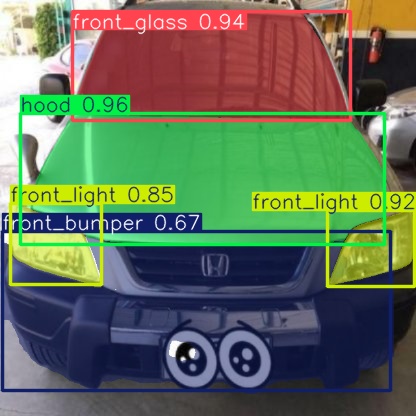 front_glass 0.94
hood 0.96
front_light 0.85
front_light 0.92
front_bumper 0.67